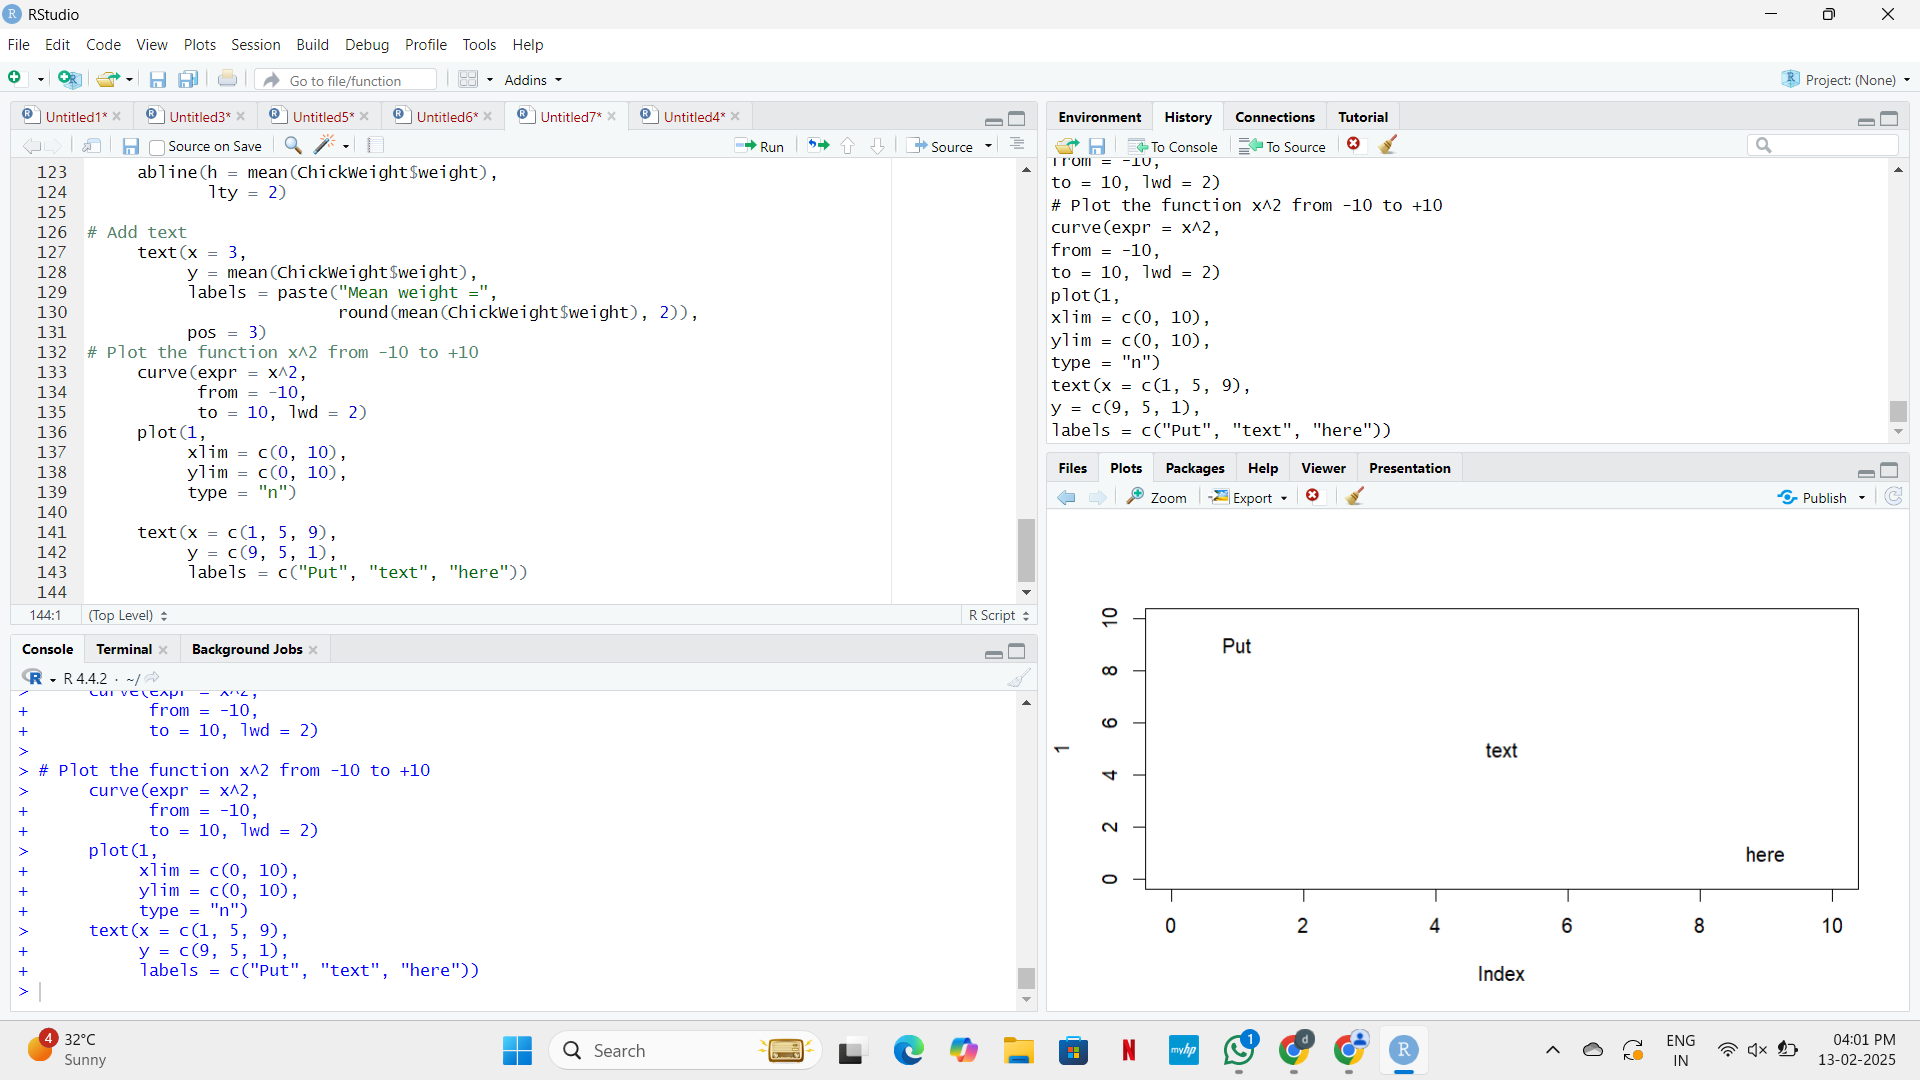 RStudio
File Edit Code View Plots Session Build Debug Profile Tools Help
Go to file/function Addins Project: (None)
Untitled1* Untitled3* Untitled5* Untitled6* Untitled7* Untitled4*
Source on Save Run Source
123 abline(h = mean(ChickWeight$weight),
124 lty = 2)
125
126 # Add text
127 text(x = 3,
128 y = mean(ChickWeight$weight),
129 labels = paste("Mean weight =",
130 round(mean(ChickWeight$weight), 2)),
131 pos = 3)
132 # Plot the function x^2 from -10 to +10
133 curve(expr = x^2,
134 from = -10,
135 to = 10, lwd = 2)
136 plot(1,
137 xlim = c(0, 10),
138 ylim = c(0, 10),
139 type = "n")
140
141 text(x = c(1, 5, 9),
142 y = c(9, 5, 1),
143 labels = c("Put", "text", "here"))
144
144:1 (Top Level) R Script
Console Terminal Background Jobs
R R 4.4.2 · ~/
> curve(expr = x^2,
+ from = -10,
+ to = 10, lwd = 2)
>
> # Plot the function x^2 from -10 to +10
> curve(expr = x^2,
+ from = -10,
+ to = 10, lwd = 2)
> plot(1,
+ xlim = c(0, 10),
+ ylim = c(0, 10),
+ type = "n")
> text(x = c(1, 5, 9),
+ y = c(9, 5, 1),
+ labels = c("Put", "text", "here"))
>
Environment History Connections Tutorial
To Console To Source
from = -10,
to = 10, lwd = 2)
# Plot the function x^2 from -10 to +10
curve(expr = x^2,
from = -10,
to = 10, lwd = 2)
plot(1,
xlim = c(0, 10),
ylim = c(0, 10),
type = "n")
text(x = c(1, 5, 9),
y = c(9, 5, 1),
labels = c("Put", "text", "here"))
Files Plots Packages Help Viewer Presentation
Zoom Export Publish
10
8
6
4
2
0
1
Put
text
here
0 2 4 6 8 10
Index
4
32°C
Sunny
Search
N
myhp
1
d
R
ENG
IN
04:01 PM
13-02-2025